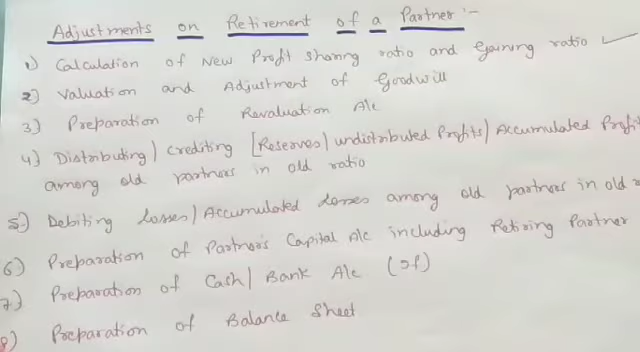 Adjustments on Retirement of a Partner :-
1) Calculation of New Profit Sharing ratio and Gaining ratio
2) Valuation and Adjustment of Goodwill
3) Preparation of Revaluation A/c
4) Distributing/ crediting [Reserves/ undistributed Profits/ Accumulated Profit
among old partners in old ratio
5) Debiting losses/ Accumulated losses among old partners in old
6) Preparation of Partner's Capital A/c including Retiring Partner
7) Preparation of Cash/ Bank A/c (If)
8) Preparation of Balance Sheet